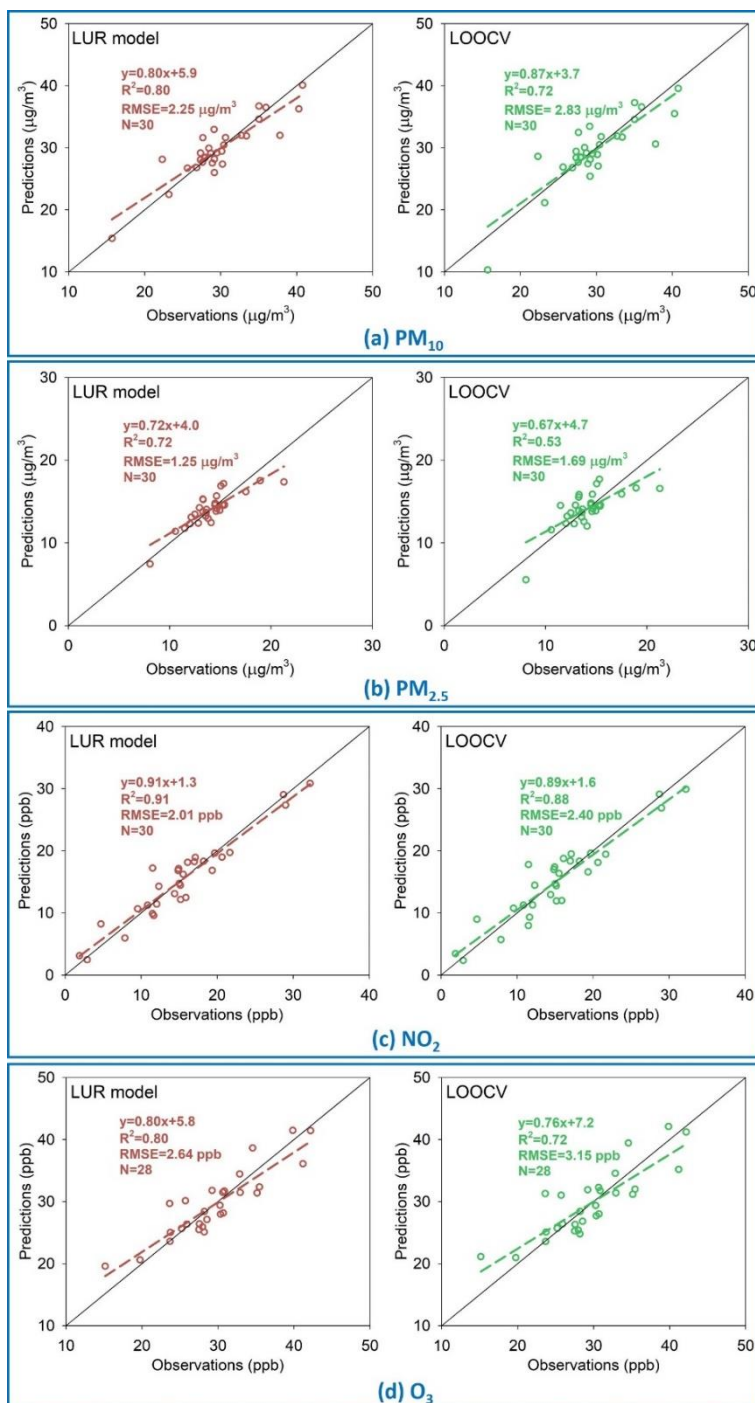 LUR model
y=0.80x+5.9
R²=0.80
RMSE=2.25 μg/m³
N=30
Predictions (μg/m³)
50
40
30
20
10
10 20 30 40 50
Observations (μg/m³)
LOOCV
y=0.87x+3.7
R²=0.72
RMSE= 2.83 μg/m³
N=30
Predictions (μg/m³)
50
40
30
20
10
10 20 30 40 50
Observations (μg/m³)
(a) PM₁₀
LUR model
y=0.72x+4.0
R²=0.72
RMSE=1.25 μg/m³
N=30
Predictions (μg/m³)
30
20
10
0
0 10 20 30
Observations (μg/m³)
LOOCV
y=0.67x+4.7
R²=0.53
RMSE=1.69 μg/m³
N=30
Predictions (μg/m³)
30
20
10
0
0 10 20 30
Observations (μg/m³)
(b) PM₂.₅
LUR model
y=0.91x+1.3
R²=0.91
RMSE=2.01 ppb
N=30
Predictions (ppb)
40
30
20
10
0
0 10 20 30 40
Observations (ppb)
LOOCV
y=0.89x+1.6
R²=0.88
RMSE=2.40 ppb
N=30
Predictions (ppb)
40
30
20
10
0
0 10 20 30 40
Observations (ppb)
(c) NO₂
LUR model
y=0.80x+5.8
R²=0.80
RMSE=2.64 ppb
N=28
Predictions (ppb)
50
40
30
20
10
10 20 30 40 50
Observations (ppb)
LOOCV
y=0.76x+7.2
R²=0.72
RMSE=3.15 ppb
N=28
Predictions (ppb)
50
40
30
20
10
10 20 30 40 50
Observations (ppb)
(d) O₃